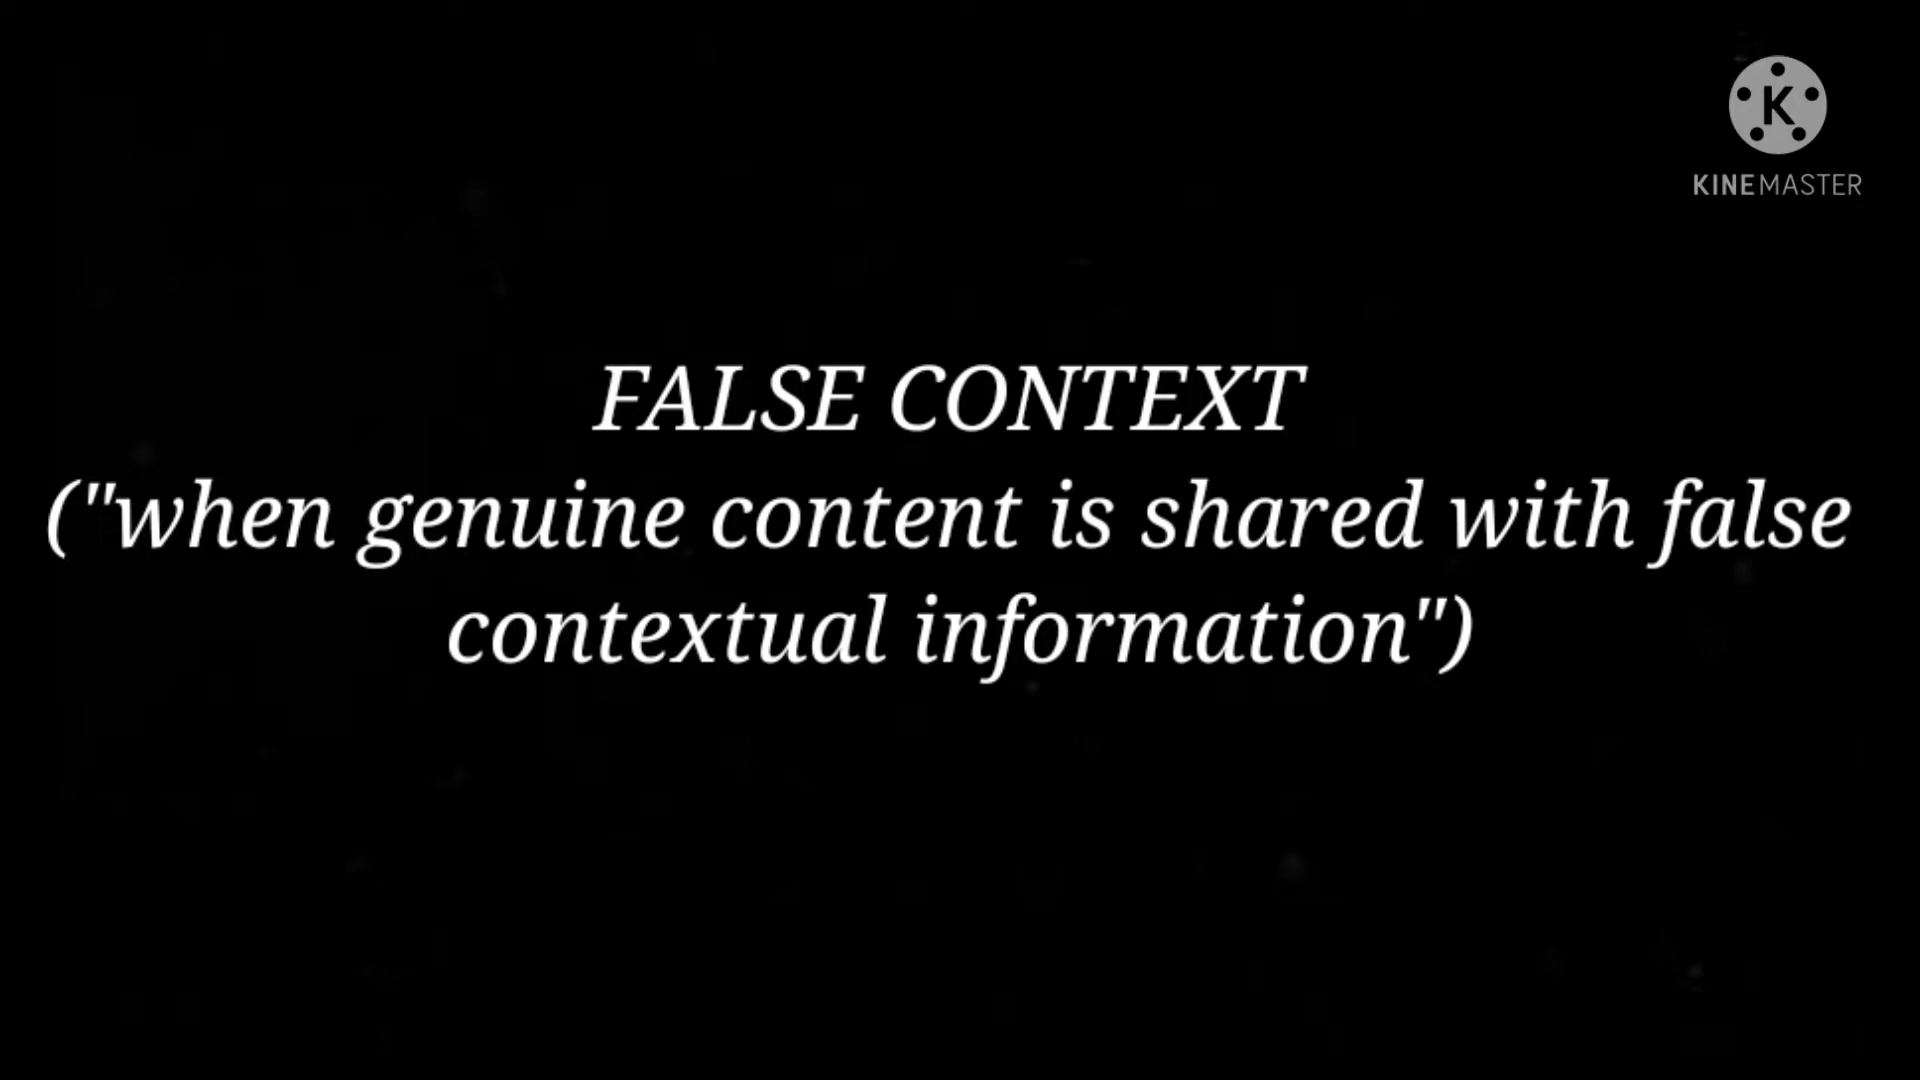 K
KINEMASTER
FALSE CONTEXT
("when genuine content is shared with false
contextual information")